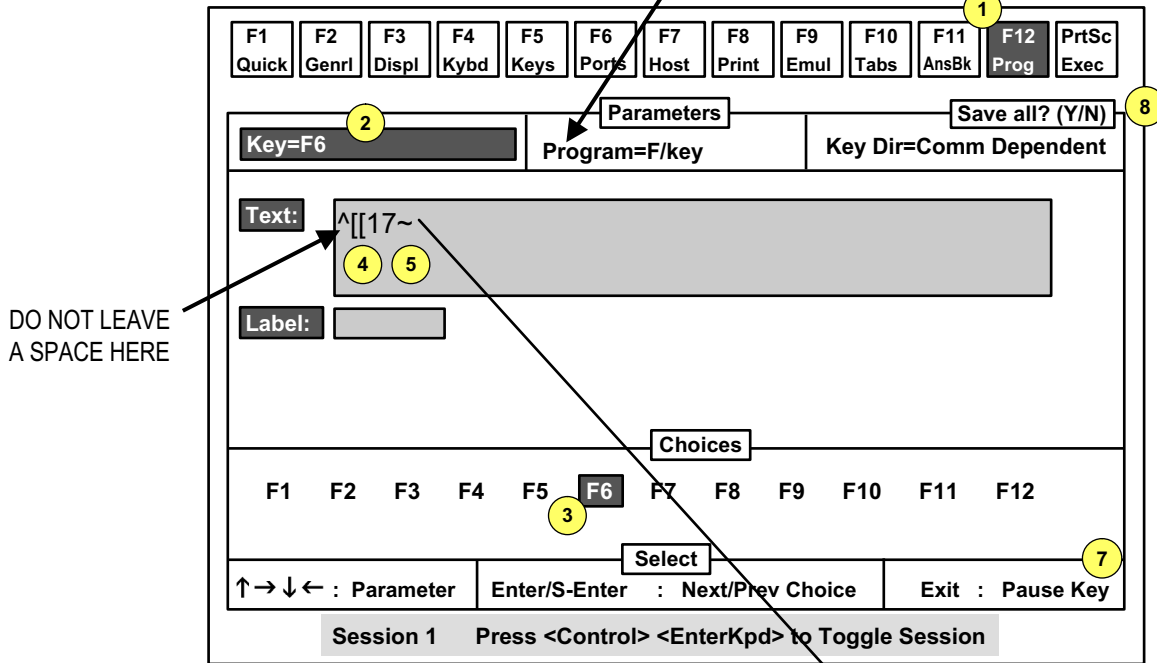 1
F1 F2 F3 F4 F5 F6 F7 F8 F9 F10 F11 F12 PrtSc
Quick Genrl Displ Kybd Keys Ports Host Print Emul Tabs AnsBk Prog Exec
Parameters
Save all? (Y/N)
8
2
Key=F6
Program=F/key
Key Dir=Comm Dependent
Text:
^[[17~
4 5
DO NOT LEAVE
A SPACE HERE
Label:
Choices
F1 F2 F3 F4 F5 F6 F7 F8 F9 F10 F11 F12
3
Select
7
↑→↓← : Parameter
Enter/S-Enter : Next/Prev Choice
Exit : Pause Key
Session 1 Press <Control> <EnterKpd> to Toggle Session